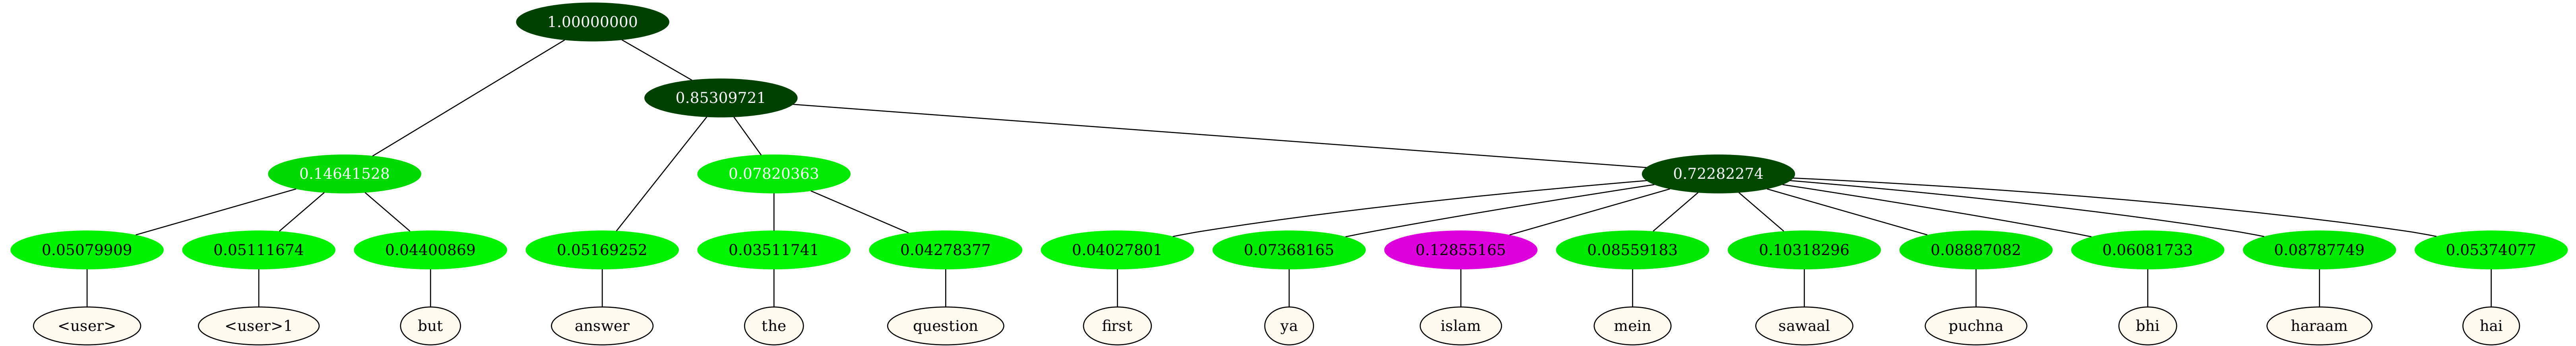 1.00000000
0.85309721
0.14641528 0.07820363 0.72282274
0.05079909 0.05111674 0.04400869 0.05169252 0.03511741 0.04278377 0.04027801 0.07368165 0.12855165 0.08559183 0.10318296 0.08887082 0.06081733 0.08787749 0.05374077
<user> <user>1 but answer the question first ya islam mein sawaal puchna bhi haraam hai